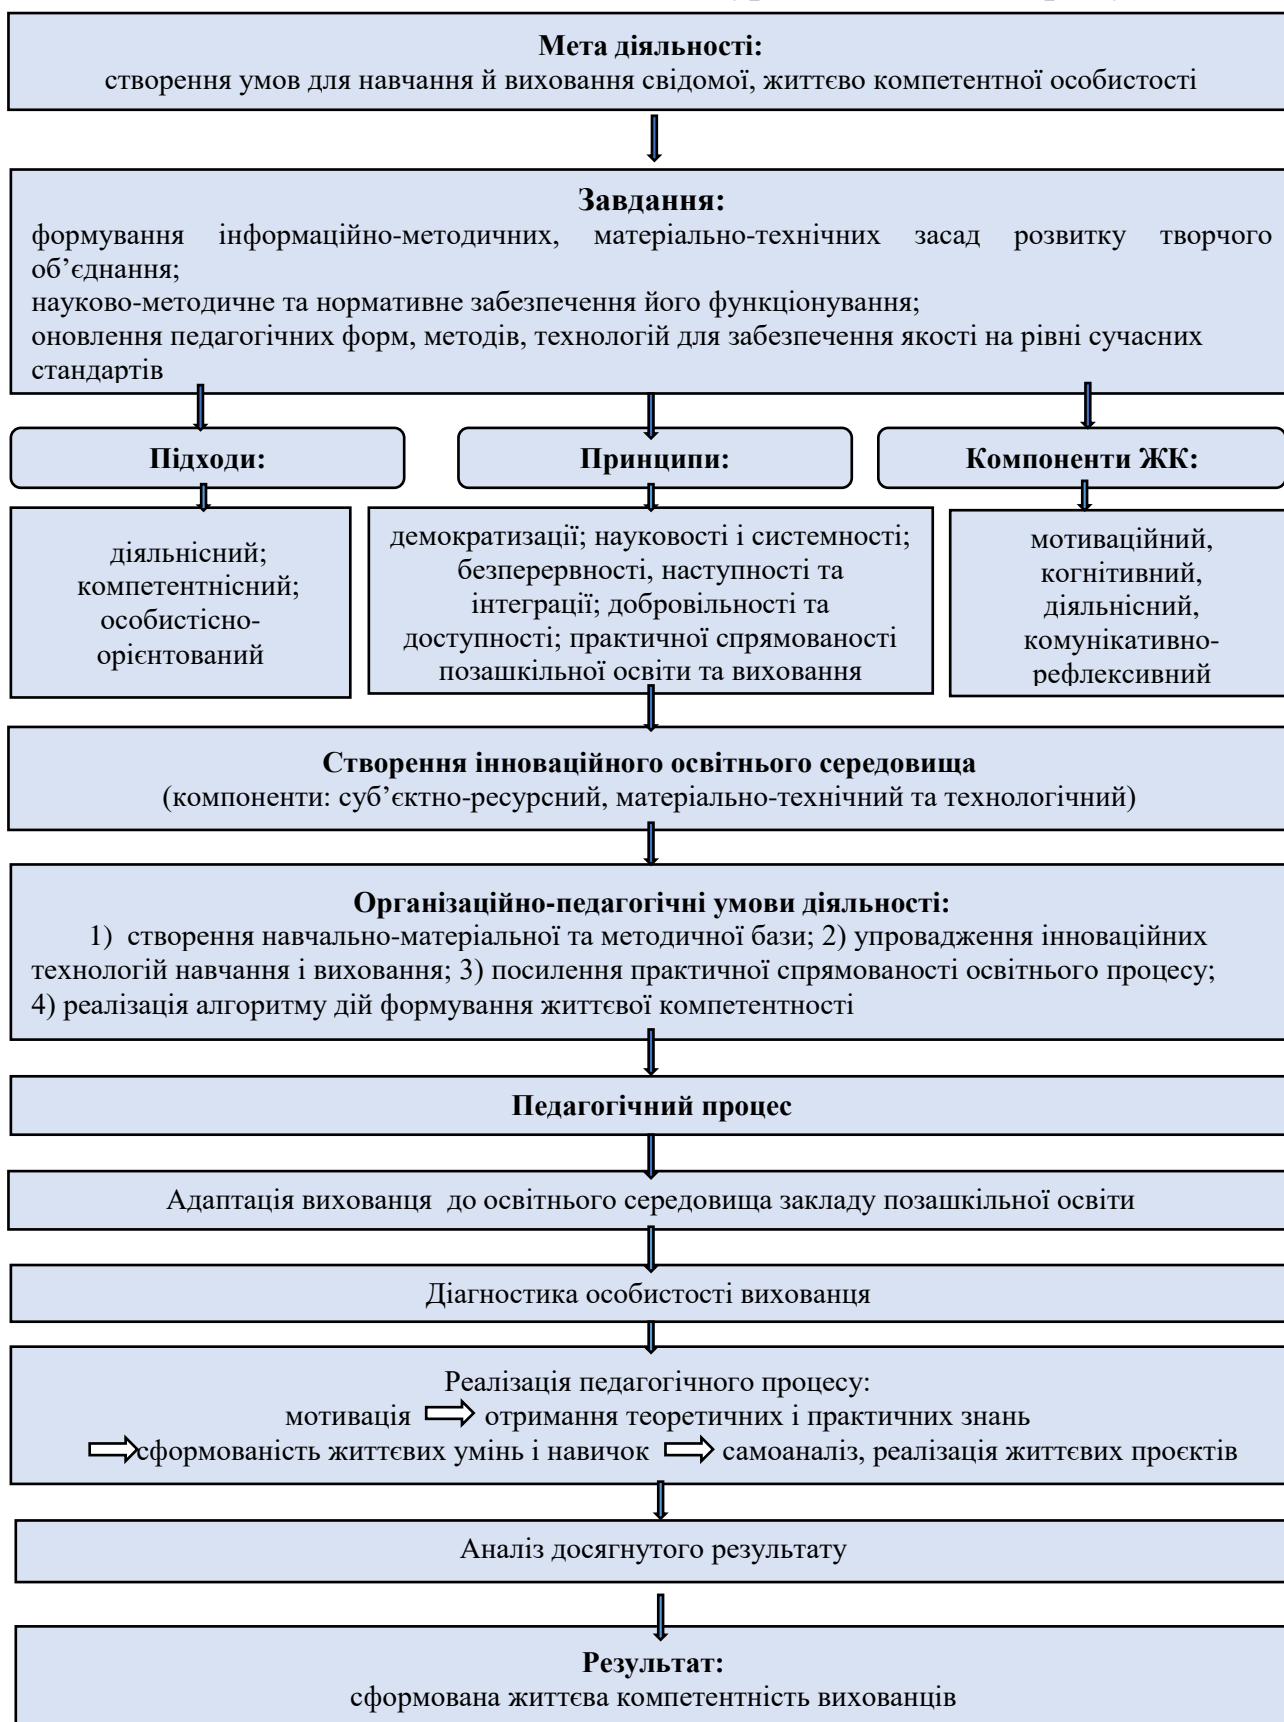 Мета діяльності:
створення умов для навчання й виховання свідомої, життєво компетентної особистості
Завдання:
формування інформаційно-методичних, матеріально-технічних засад розвитку творчого
об’єднання;
науково-методичне та нормативне забезпечення його функціонування;
оновлення педагогічних форм, методів, технологій для забезпечення якості на рівні сучасних
стандартів
Підходи:
Принципи:
Компоненти ЖК:
діяльнісний;
компетентнісний;
особистісно-
орієнтований
демократизації; науковості і системності;
безперервності, наступності та
інтеграції; добровільності та
доступності; практичної спрямованості
позашкільної освіти та виховання
мотиваційний,
когнітивний,
діяльнісний,
комунікативно-
рефлексивний
Створення інноваційного освітнього середовища
(компоненти: суб’єктно-ресурсний, матеріально-технічний та технологічний)
Організаційно-педагогічні умови діяльності:
1) створення навчально-матеріальної та методичної бази; 2) упровадження інноваційних
технологій навчання і виховання; 3) посилення практичної спрямованості освітнього процесу;
4) реалізація алгоритму дій формування життєвої компетентності
Педагогічний процес
Адаптація вихованця до освітнього середовища закладу позашкільної освіти
Діагностика особистості вихованця
Реалізація педагогічного процесу:
мотивація ⇨ отримання теоретичних і практичних знань
⇨сформованість життєвих умінь і навичок ⇨ самоаналіз, реалізація життєвих проєктів
Аналіз досягнутого результату
Результат:
сформована життєва компетентність вихованців